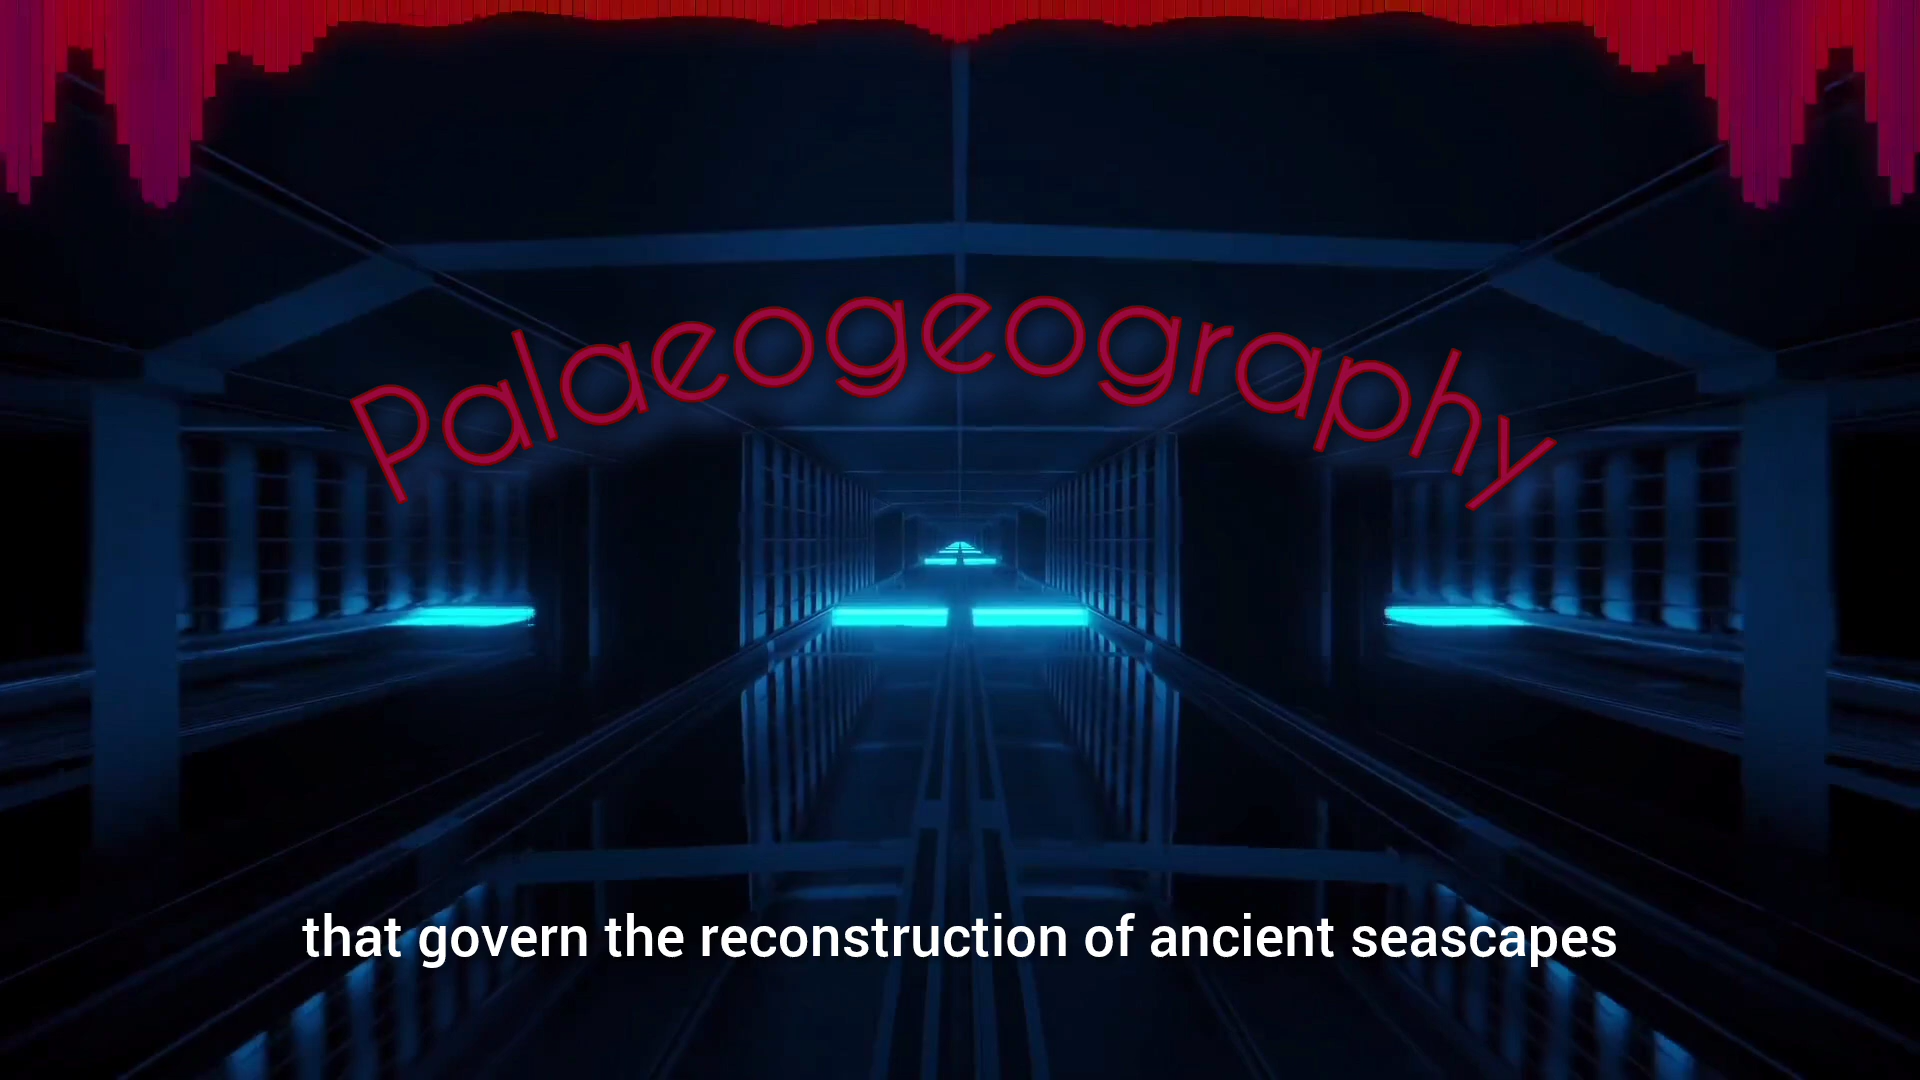 Palaeogeography
that govern the reconstruction of ancient seascapes